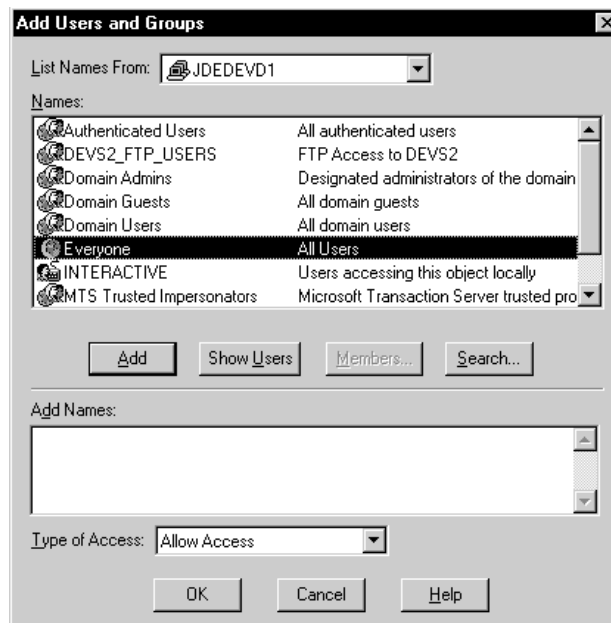 Add Users and Groups
List Names From: JDEDEVD1
Names:
Authenticated Users All authenticated users
DEVS2_FTP_USERS FTP Access to DEVS2
Domain Admins Designated administrators of the domain
Domain Guests All domain guests
Domain Users All domain users
Everyone All Users
INTERACTIVE Users accessing this object locally
MTS Trusted Impersonators Microsoft Transaction Server trusted pro
Add Show Users Members... Search...
Add Names:
Type of Access: Allow Access
OK Cancel Help